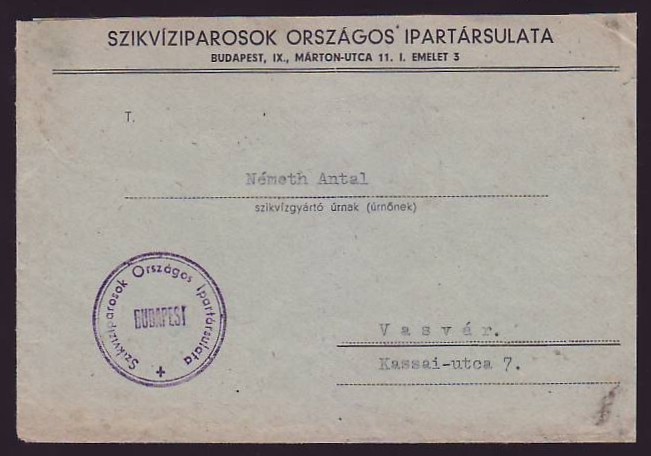 SZIKVÍZIPAROSOK ORSZÁGOS IPARTÁRSULATA
BUDAPEST, IX., MÁRTON-UTCA 11. I. EMELET 3
T.
Németh Antal
szikvízgyártó úrnak (úrnőnek)
Szikvíziparosok Országos Ipartársulata
BUDAPEST
Vasvár.
Kassai-utca 7.